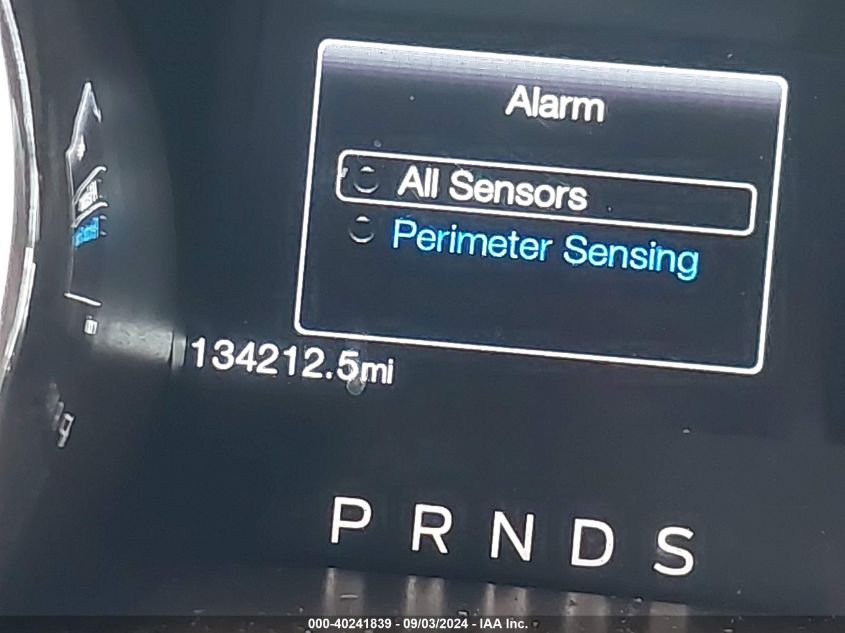 Alarm
All Sensors
Perimeter Sensing
134212.5mi
P R N D S
000-40241839 - 09/03/2024 - IAA Inc.